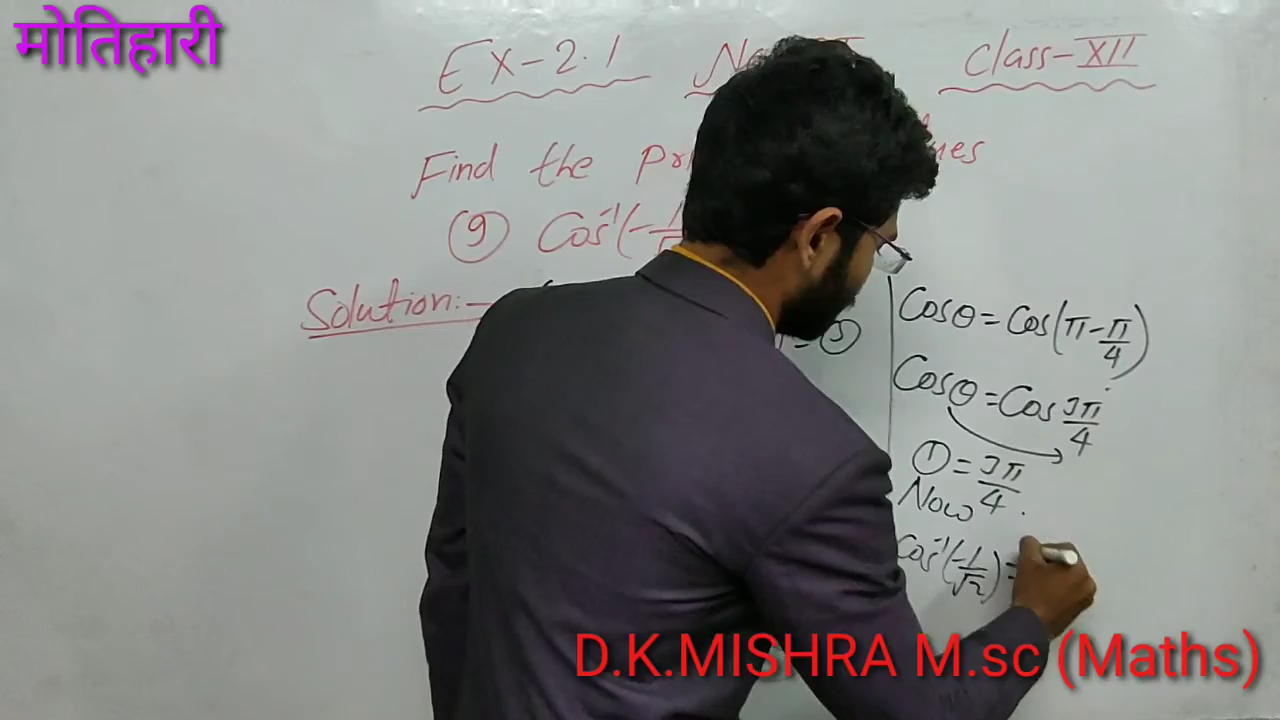 मोतिहारी
Ex-2.1 Class-XII
Find the
(9) Cos⁻¹(-1
Solution:-
Cosθ = Cos(π - π/4)
Cosθ = Cos 3π/4
θ = 3π/4
Now
Cos⁻¹(-1/√2) =
D.K.MISHRA M.sc (Maths)